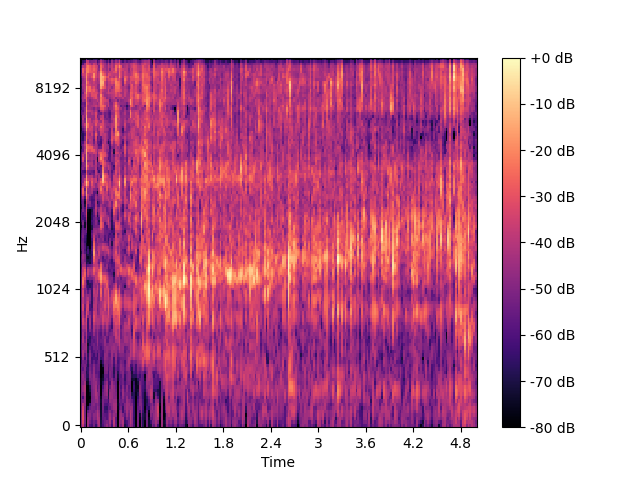 +0 dB
8192
-10 dB
4096
-20 dB
-30 dB
2048
Hz
-40 dB
1024
-50 dB
512
-60 dB
-70 dB
0
-80 dB
0 0.6 1.2 1.8 2.4 3 3.6 4.2 4.8
Time